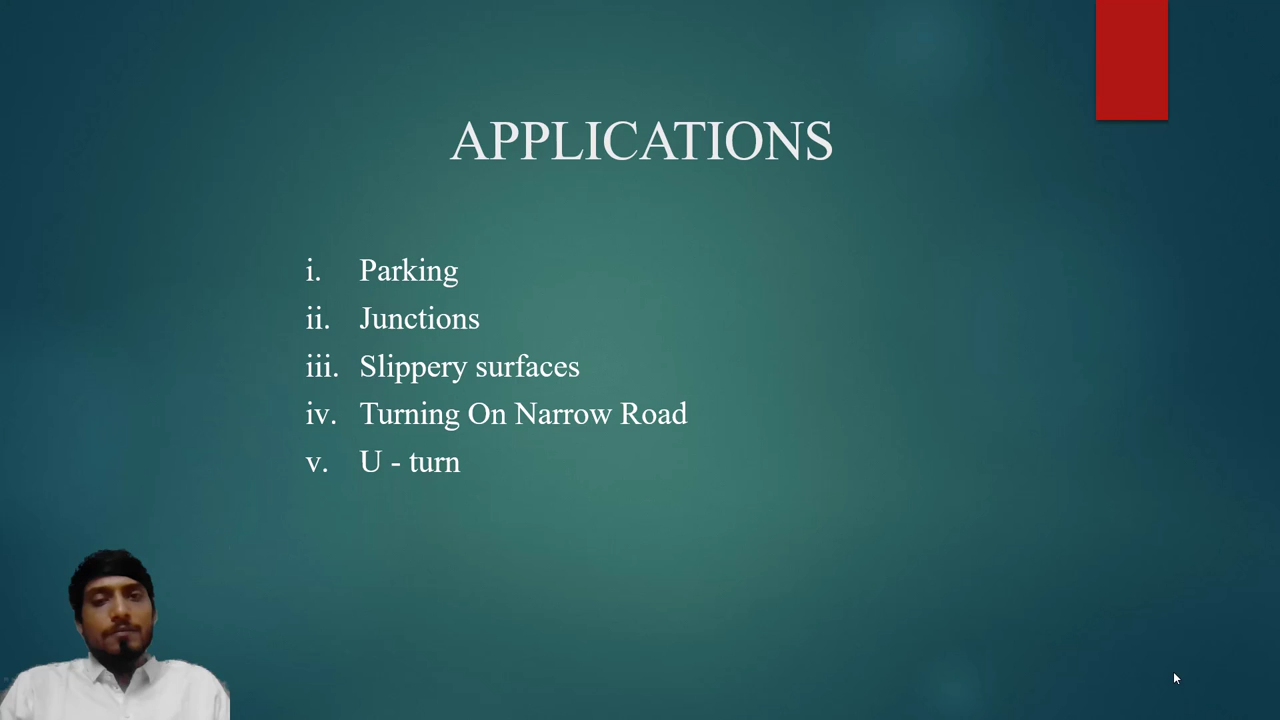 APPLICATIONS
i. Parking
ii. Junctions
iii. Slippery surfaces
iv. Turning On Narrow Road
v. U - turn